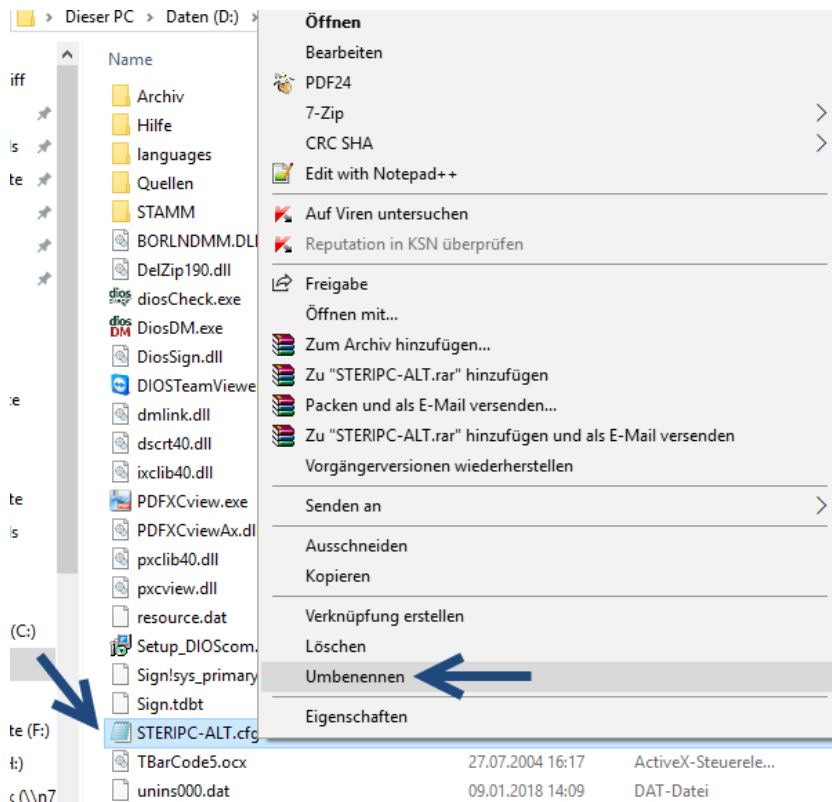 Dieser PC > Daten (D:) >
Name
iff
ls
te
te
ls
(C:)
te (F:)
(\\n7
Archiv
Hilfe
languages
Quellen
STAMM
BORLNDMM.DLL
DelZip190.dll
diosCheck.exe
DiosDM.exe
DiosSign.dll
DIOSTeamViewe
dmlink.dll
dscrt40.dll
ixclib40.dll
PDFXCview.exe
PDFXCviewAx.dl
pxclib40.dll
pxcview.dll
resource.dat
Setup_DIOScom.
Sign!sys_primary
Sign.tdbt
STERIPC-ALT.cfg
TBarCode5.ocx 27.07.2004 16:17 ActiveX-Steuerele...
unins000.dat 09.01.2018 14:09 DAT-Datei
Öffnen
Bearbeiten
PDF24
7-Zip
CRC SHA
Edit with Notepad++
Auf Viren untersuchen
Reputation in KSN überprüfen
Freigabe
Öffnen mit...
Zum Archiv hinzufügen...
Zu "STERIPC-ALT.rar" hinzufügen
Packen und als E-Mail versenden...
Zu "STERIPC-ALT.rar" hinzufügen und als E-Mail versenden
Vorgängerversionen wiederherstellen
Senden an
Ausschneiden
Kopieren
Verknüpfung erstellen
Löschen
Umbenennen
Eigenschaften